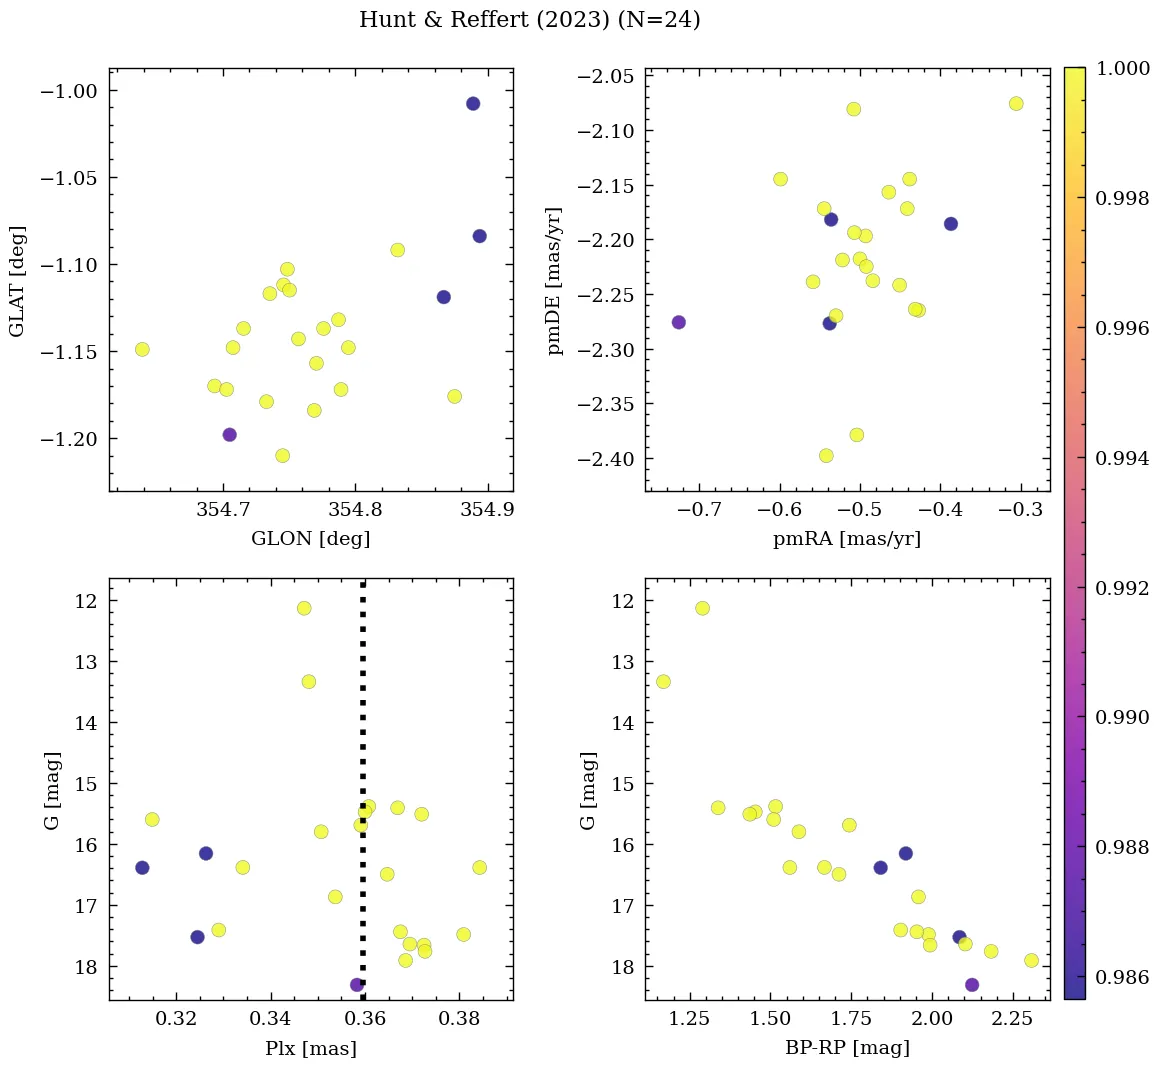 Hunt & Reffert (2023) (N=24)
−1.00
−1.05
−1.10
−1.15
−1.20
GLAT [deg]
354.7 354.8 354.9
GLON [deg]
−2.05
−2.10
−2.15
−2.20
−2.25
−2.30
−2.35
−2.40
pmDE [mas/yr]
−0.7 −0.6 −0.5 −0.4 −0.3
pmRA [mas/yr]
12
13
14
15
16
17
18
G [mag]
0.32 0.34 0.36 0.38
Plx [mas]
12
13
14
15
16
17
18
G [mag]
1.25 1.50 1.75 2.00 2.25
BP-RP [mag]
1.000
0.998
0.996
0.994
0.992
0.990
0.988
0.986